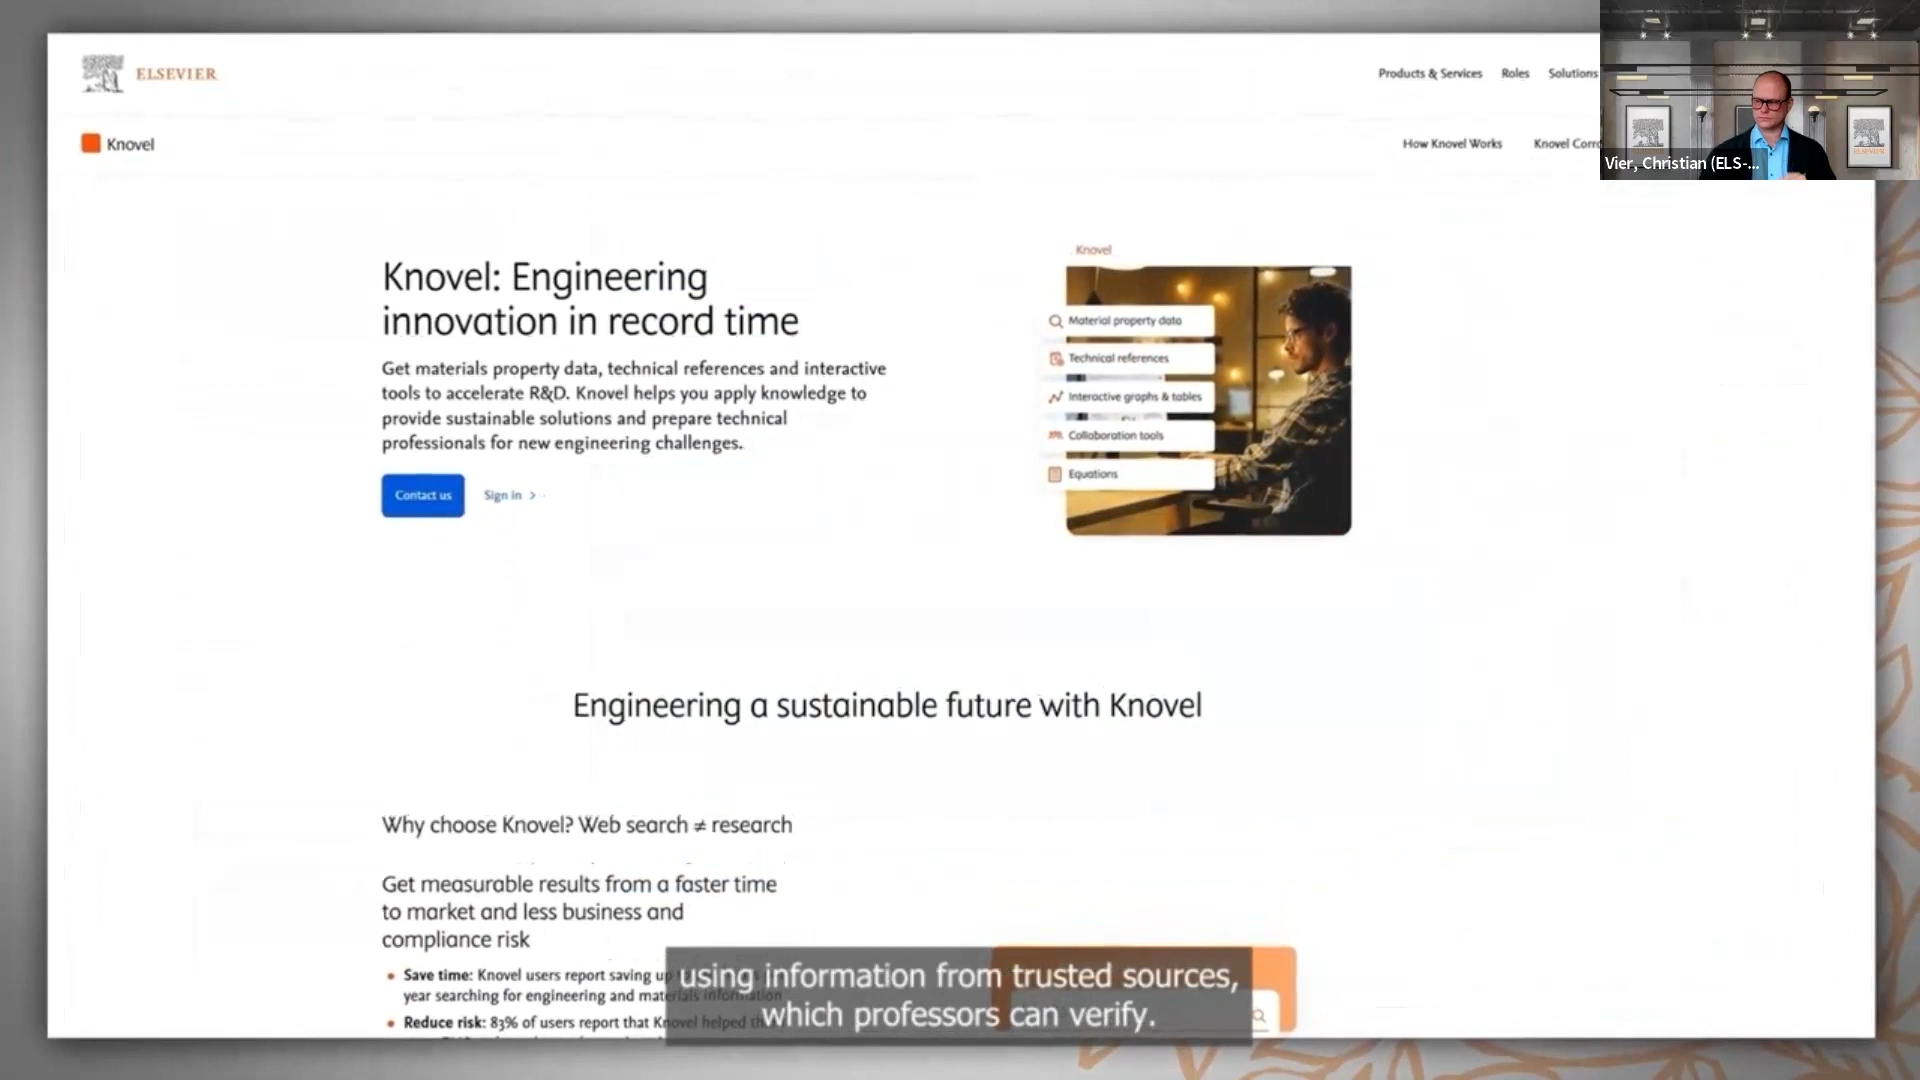 ELSEVIER
Products & Services
Roles
Solutions
Knovel
How Knovel Works
Knovel
Vier, Christian (ELS-...
ELSEVIER
Knovel: Engineering
innovation in record time
Get materials property data, technical references and interactive
tools to accelerate R&D. Knovel helps you apply knowledge to
provide sustainable solutions and prepare technical
professionals for new engineering challenges.
Contact us
Sign in >
Knovel
Material property data
Technical references
Interactive graphs & tables
Collaboration tools
Equations
Engineering a sustainable future with Knovel
Why choose Knovel? Web search ≠ research
Get measurable results from a faster time
to market and less business and
compliance risk
• Save time: Knovel users report saving
year searching for engineering and materials information
• Reduce risk: 83% of users report that Knovel helped
using information from trusted sources,
which professors can verify.